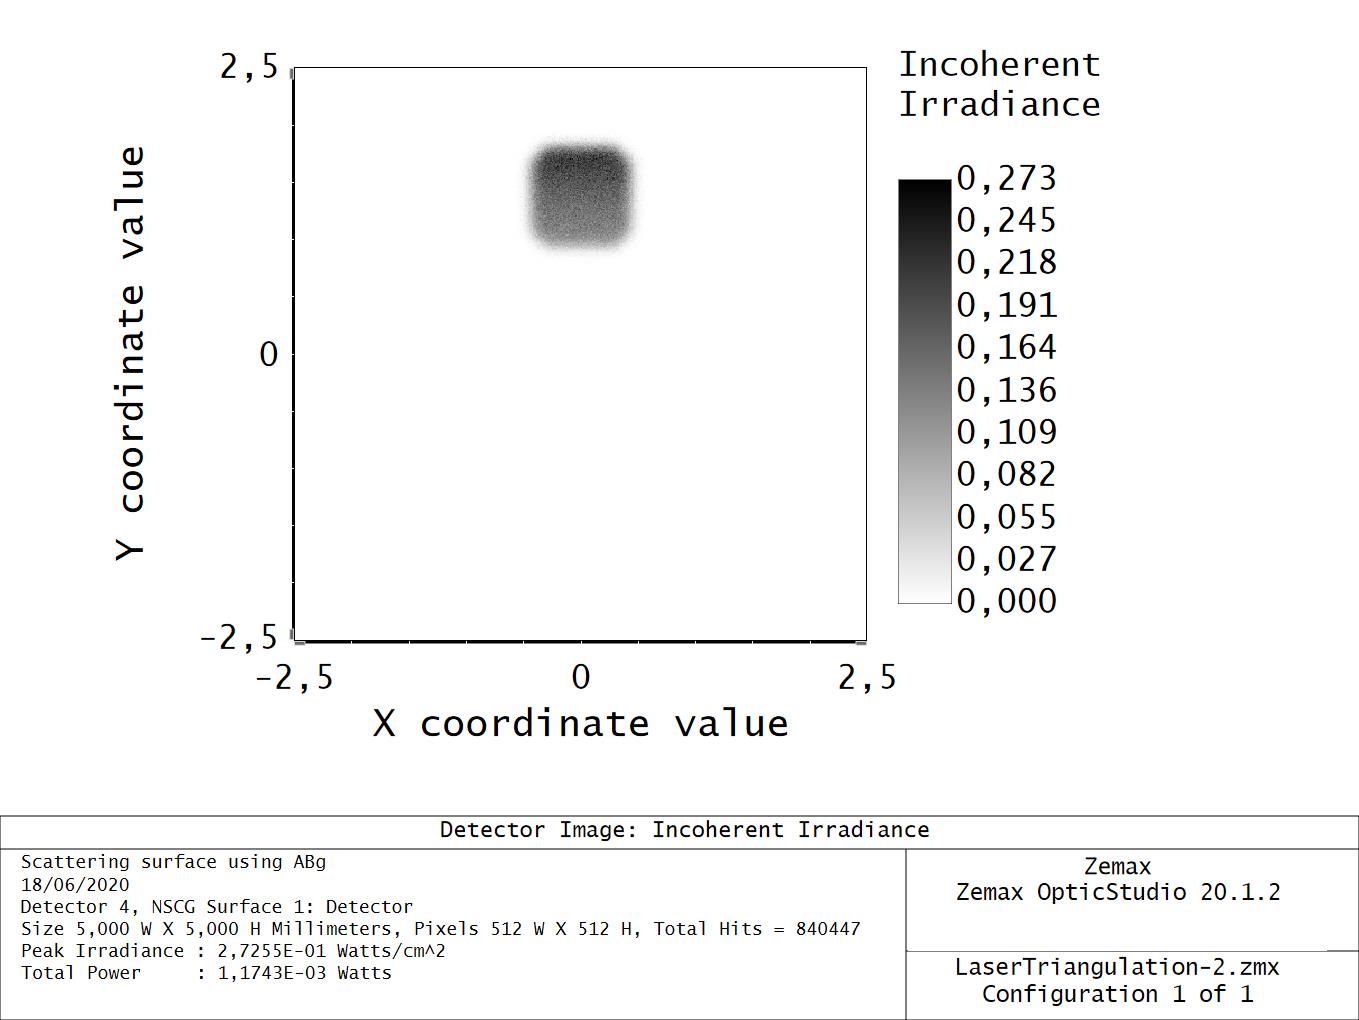 2,5
0
-2,5
Y coordinate value
-2,5
0
2,5
X coordinate value
Incoherent
Irradiance
0,273
0,245
0,218
0,191
0,164
0,136
0,109
0,082
0,055
0,027
0,000
Detector Image: Incoherent Irradiance
Scattering surface using ABg
18/06/2020
Detector 4, NSCG Surface 1: Detector
Size 5,000 W X 5,000 H Millimeters, Pixels 512 W X 512 H, Total Hits = 840447
Peak Irradiance : 2,7255E-01 Watts/cm^2
Total Power     : 1,1743E-03 Watts
Zemax
Zemax OpticStudio 20.1.2
LaserTriangulation-2.zmx
Configuration 1 of 1